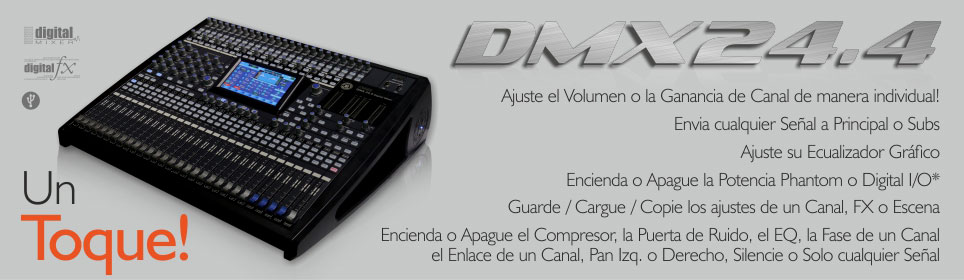 digital
MIXER
digital fx
DMX24.4
Ajuste el Volumen o la Ganancia de Canal de manera individual!
Envia cualquier Señal a Principal o Subs
Ajuste su Ecualizador Gráfico
Encienda o Apague la Potencia Phantom o Digital I/O*
Guarde / Cargue / Copie los ajustes de un Canal, FX o Escena
Encienda o Apague el Compresor, la Puerta de Ruido, el EQ, la Fase de un Canal
el Enlace de un Canal, Pan Izq. o Derecho, Silencie o Solo cualquier Señal
Un
Toque!